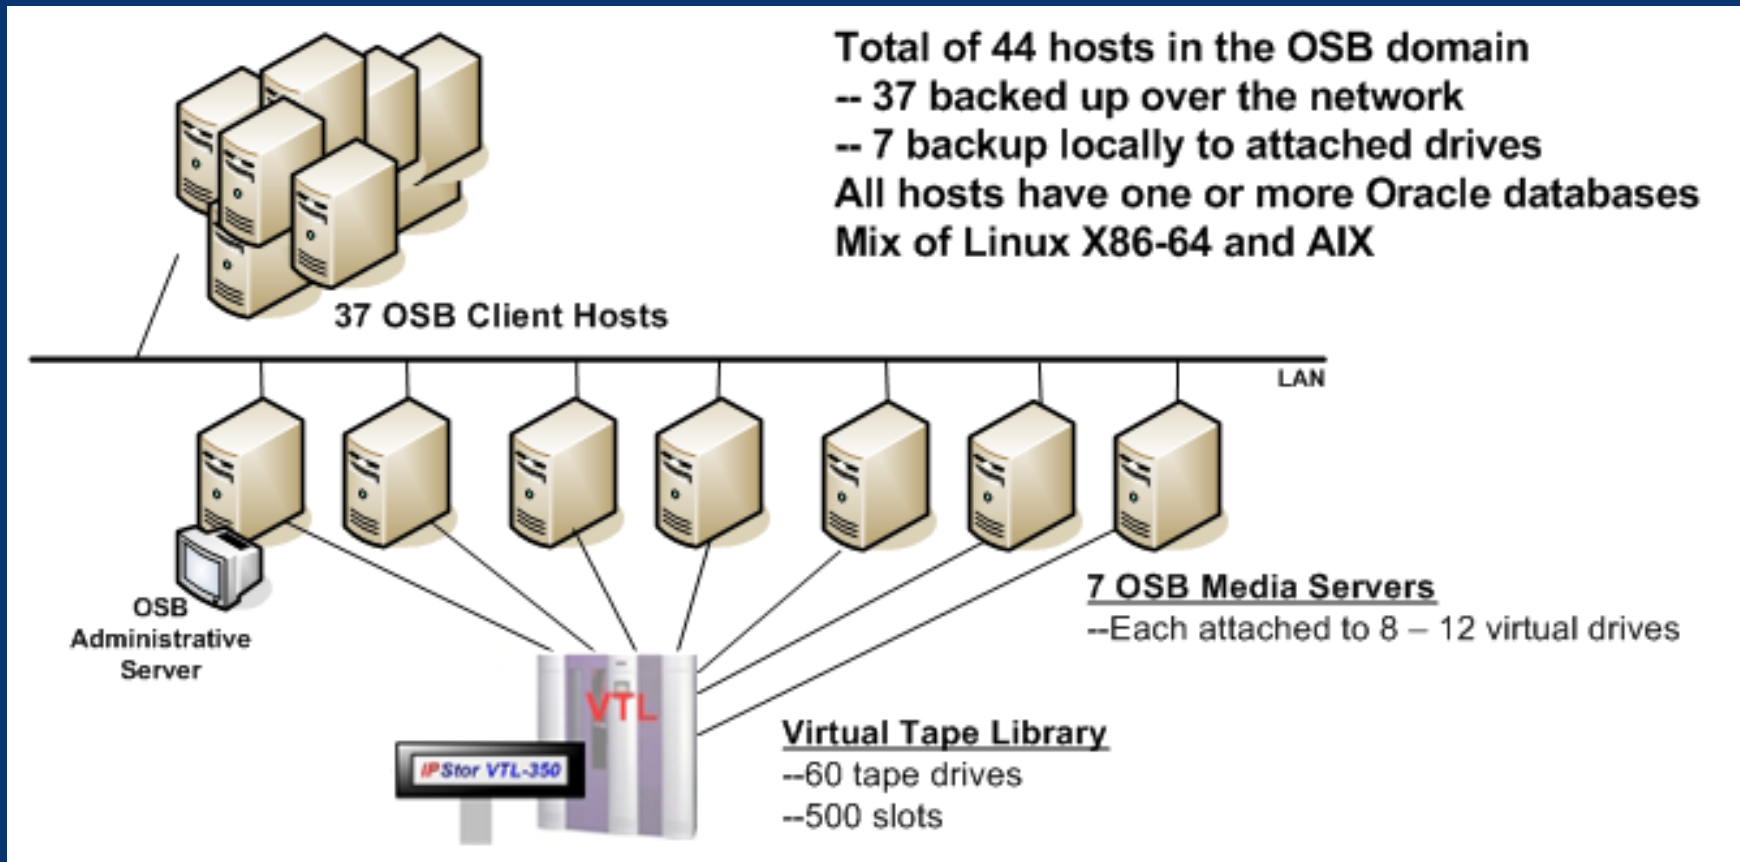 Total of 44 hosts in the OSB domain
-- 37 backed up over the network
-- 7 backup locally to attached drives
All hosts have one or more Oracle databases
Mix of Linux X86-64 and AIX
37 OSB Client Hosts
LAN
OSB
Administrative
Server
7 OSB Media Servers
--Each attached to 8 – 12 virtual drives
VTL
IPStor VTL-350
Virtual Tape Library
--60 tape drives
--500 slots